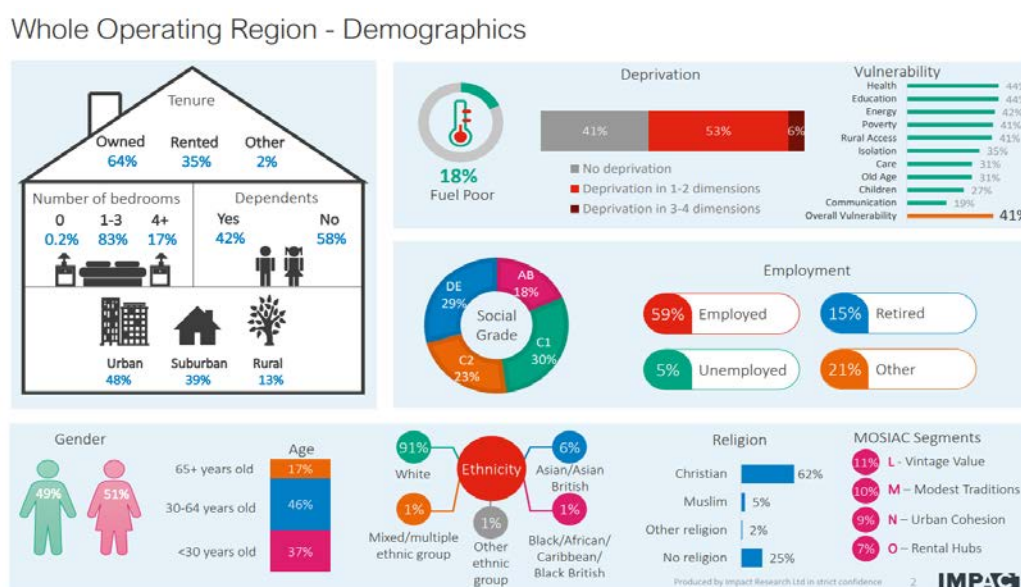 Whole Operating Region - Demographics
Tenure
Owned Rented Other
64% 35% 2%
Number of bedrooms
0 1-3 4+
0.2% 83% 17%
Dependents
Yes No
42% 58%
Urban Suburban Rural
48% 39% 13%
18%
Fuel Poor
Deprivation
41% 53% 6%
No deprivation
Deprivation in 1-2 dimensions
Deprivation in 3-4 dimensions
Vulnerability
Health 44%
Education 44%
Energy 42%
Poverty 41%
Rural Access 41%
Isolation 35%
Care 31%
Old Age 31%
Children 27%
Communication 19%
Overall Vulnerability 41%
Social
Grade
AB
18%
C1
30%
C2
23%
DE
29%
Employment
59% Employed
15% Retired
5% Unemployed
21% Other
Gender
49% 51%
Age
65+ years old 17%
30-64 years old 46%
<30 years old 37%
Ethnicity
91%
White
6%
Asian/Asian
British
1%
Mixed/multiple
ethnic group
1%
Other
ethnic
group
1%
Black/African/
Caribbean/
Black British
Religion
Christian 62%
Muslim 5%
Other religion 2%
No religion 25%
MOSIAC Segments
11% L - Vintage Value
10% M – Modest Traditions
9% N – Urban Cohesion
7% O – Rental Hubs
Produced by Impact Research Ltd in strict confidence 2
IMPACT